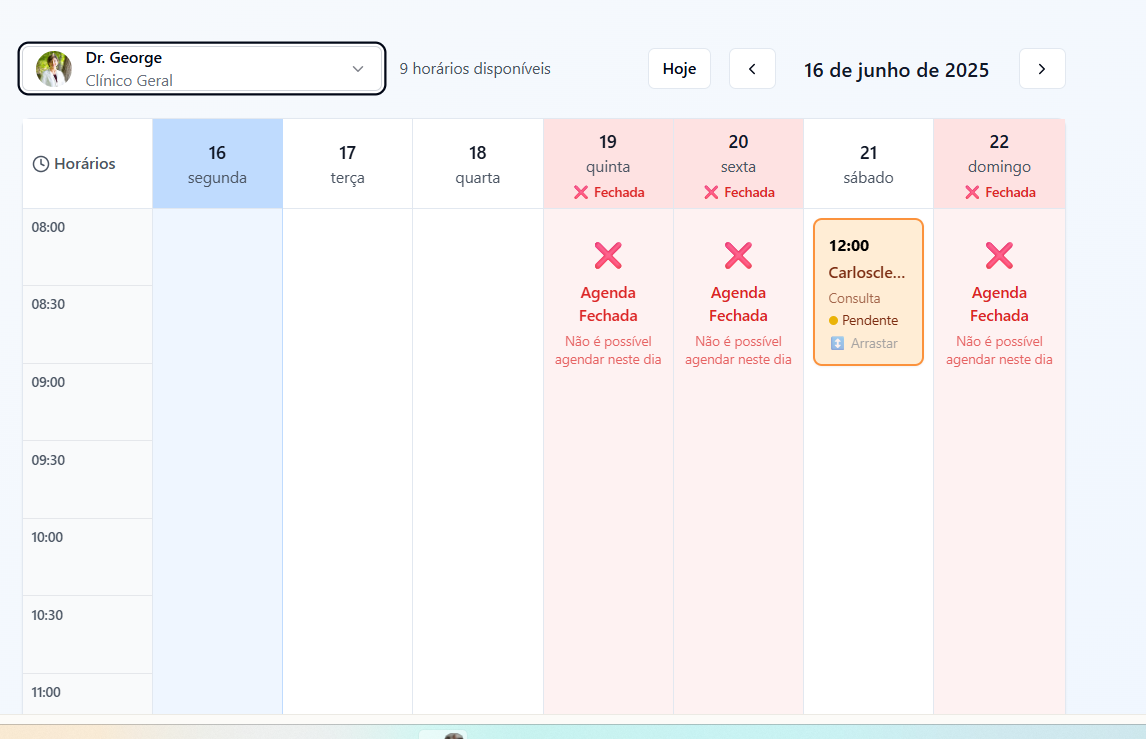 Dr. George
Clínico Geral
9 horários disponíveis
Hoje
16 de junho de 2025
Horários
16
segunda
17
terça
18
quarta
19
quinta
Fechada
20
sexta
Fechada
21
sábado
22
domingo
Fechada
08:00
08:30
09:00
09:30
10:00
10:30
11:00
Agenda
Fechada
Não é possível
agendar neste dia
Agenda
Fechada
Não é possível
agendar neste dia
12:00
Carloscle...
Consulta
Pendente
Arrastar
Agenda
Fechada
Não é possível
agendar neste dia